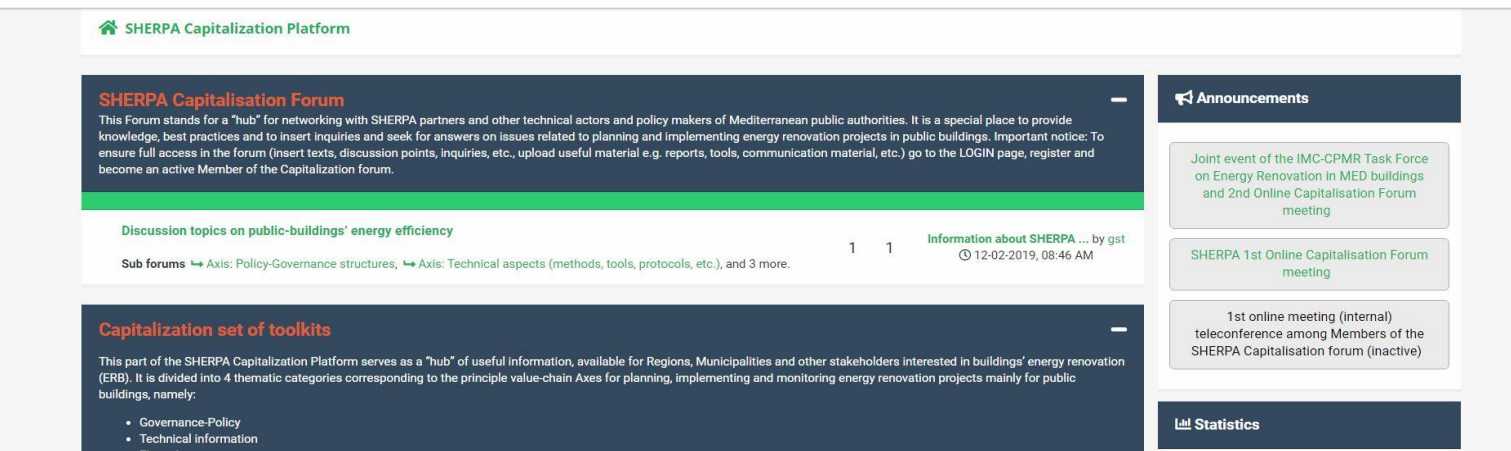 SHERPA Capitalization Platform
SHERPA Capitalisation Forum
This Forum stands for a "hub" for networking with SHERPA partners and other technical actors and policy makers of Mediterranean public authorities. It is a special place to provide
knowledge, best practices and to insert inquiries and seek for answers on issues related to planning and implementing energy renovation projects in public buildings. Important notice: To
ensure full access in the forum (insert texts, discussion points, inquiries, etc., upload useful material e.g. reports, tools, communication material, etc.) go to the LOGIN page, register and
become an active Member of the Capitalization forum.
Discussion topics on public-buildings' energy efficiency
Sub forums Axis: Policy-Governance structures, Axis: Technical aspects (methods, tools, protocols, etc.), and 3 more.
1 1
Information about SHERPA ... by gst
12-02-2019, 08:46 AM
Capitalization set of toolkits
This part of the SHERPA Capitalization Platform serves as a "hub" of useful information, available for Regions, Municipalities and other stakeholders interested in buildings' energy renovation
(ERB). It is divided into 4 thematic categories corresponding to the principle value-chain Axes for planning, implementing and monitoring energy renovation projects mainly for public
buildings, namely:
• Governance-Policy
• Technical information
Announcements
Joint event of the IMC-CPMR Task Force
on Energy Renovation in MED buildings
and 2nd Online Capitalisation Forum
meeting
SHERPA 1st Online Capitalisation Forum
meeting
1st online meeting (internal)
teleconference among Members of the
SHERPA Capitalisation forum (inactive)
Statistics